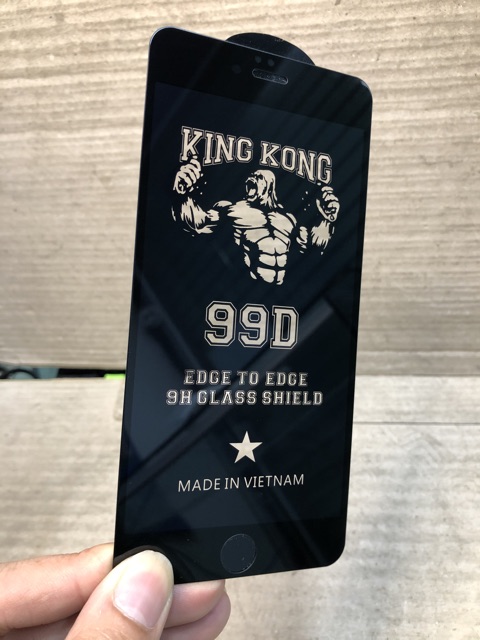 KING KONG
99D
EDGE TO EDGE
9H GLASS SHIELD
MADE IN VIETNAM